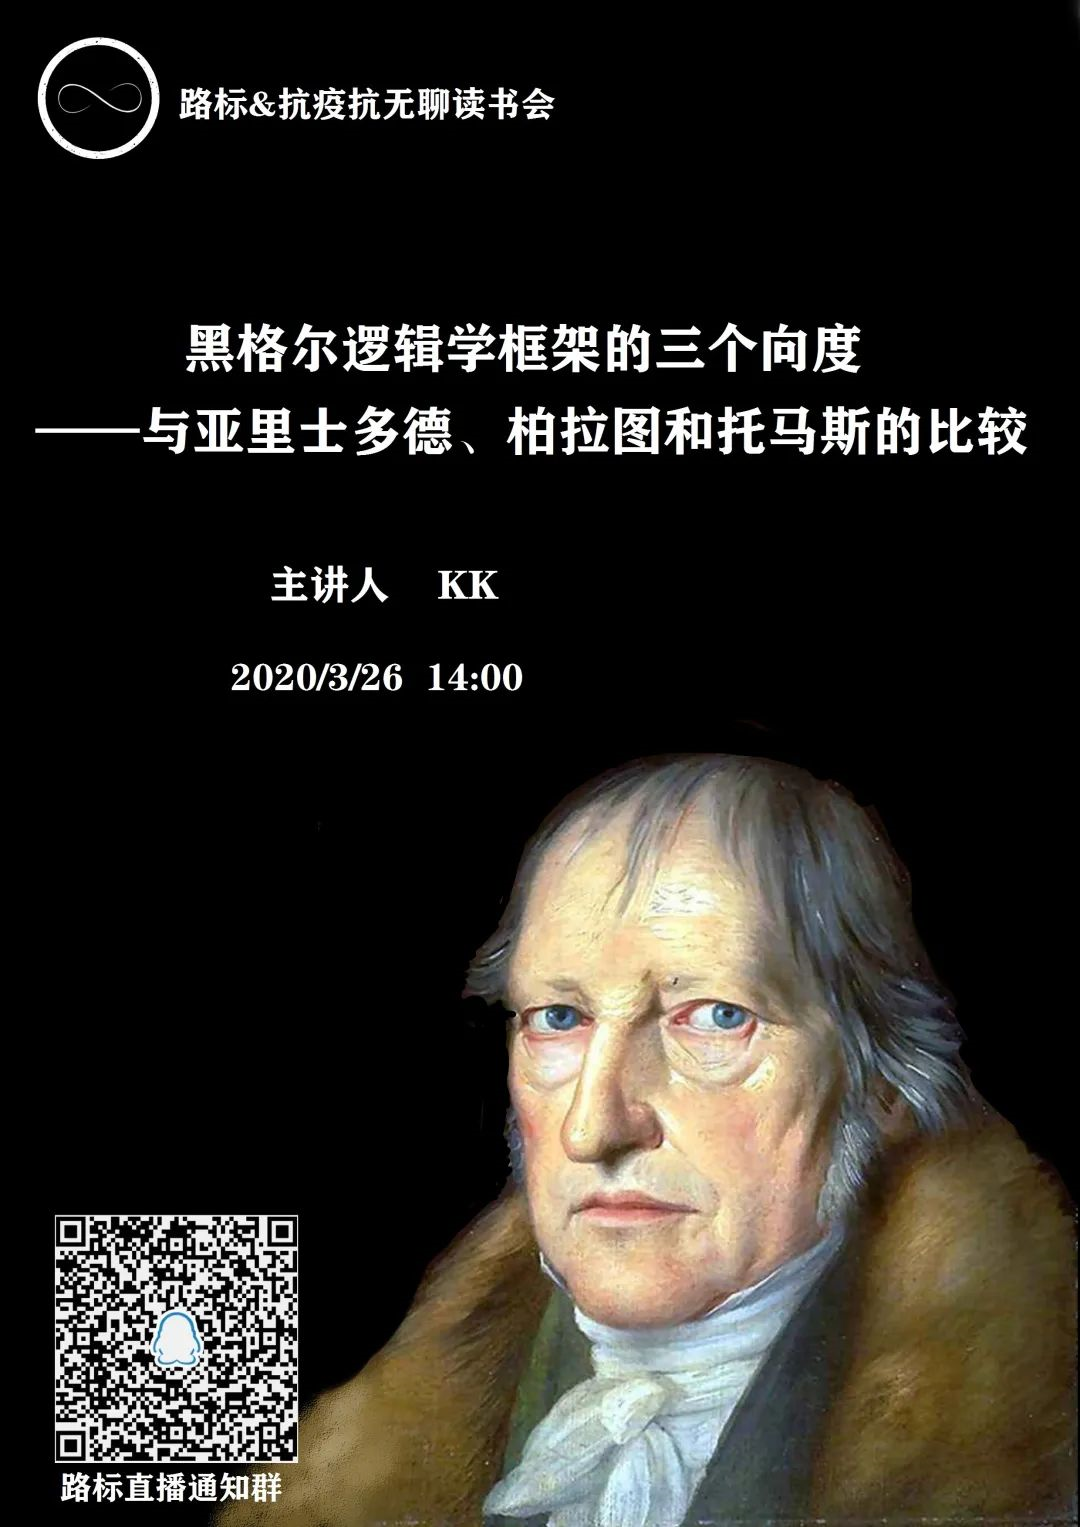 路标&抗疫抗无聊读书会
黑格尔逻辑学框架的三个向度
——与亚里士多德、柏拉图和托马斯的比较
主讲人 KK
2020/3/26 14:00
路标直播通知群